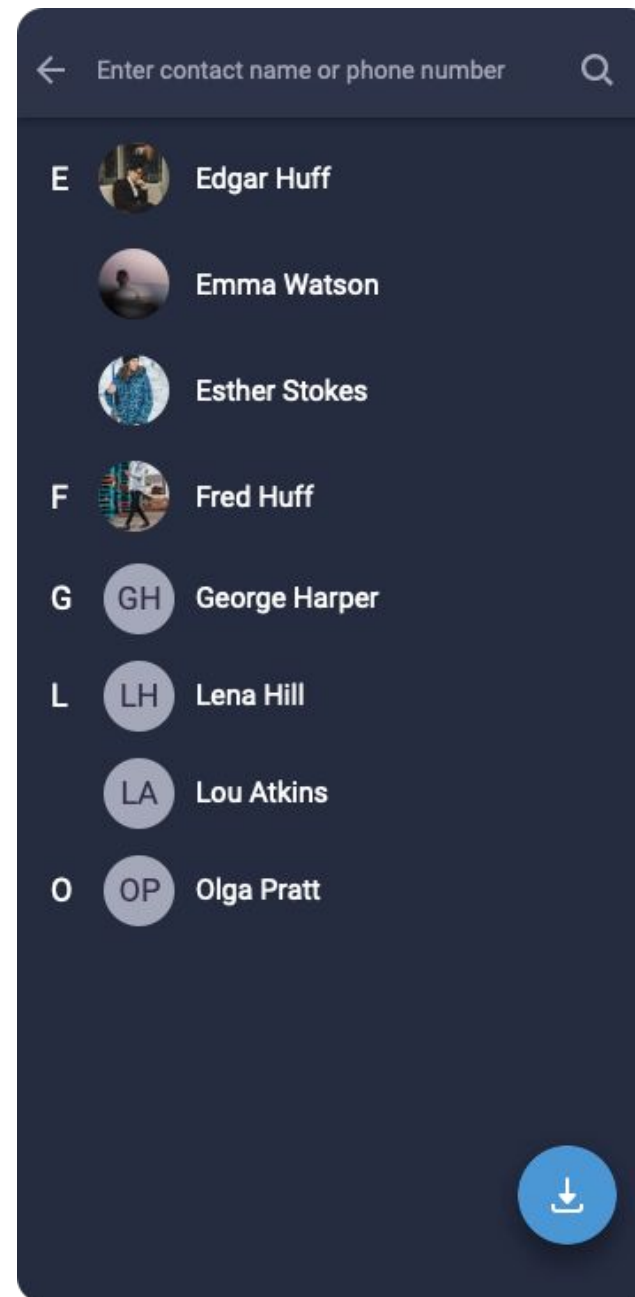 Enter contact name or phone number
E Edgar Huff
Emma Watson
Esther Stokes
F Fred Huff
G GH George Harper
L LH Lena Hill
LA Lou Atkins
O OP Olga Pratt